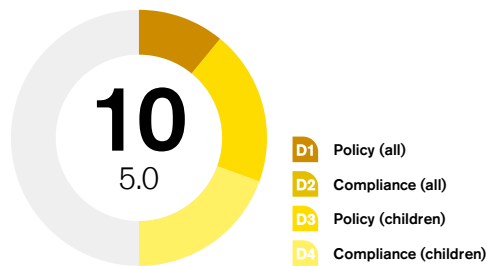 10
5.0
D1 Policy (all)
D2 Compliance (all)
D3 Policy (children)
D4 Compliance (children)